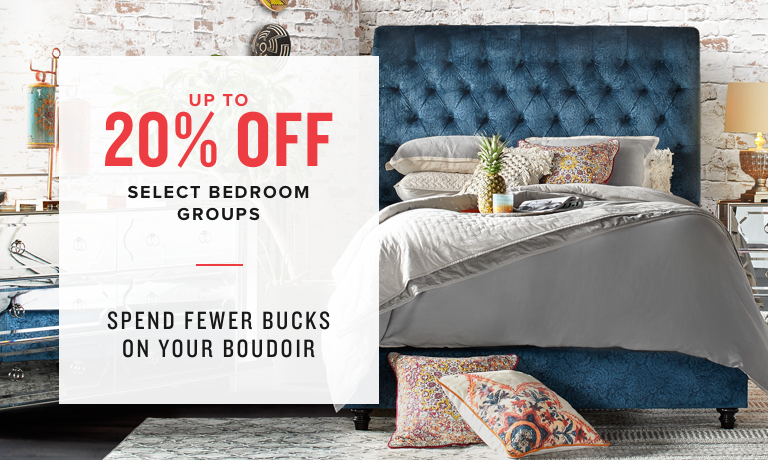 UP TO
20% OFF
SELECT BEDROOM
GROUPS
SPEND FEWER BUCKS
ON YOUR BOUDOIR